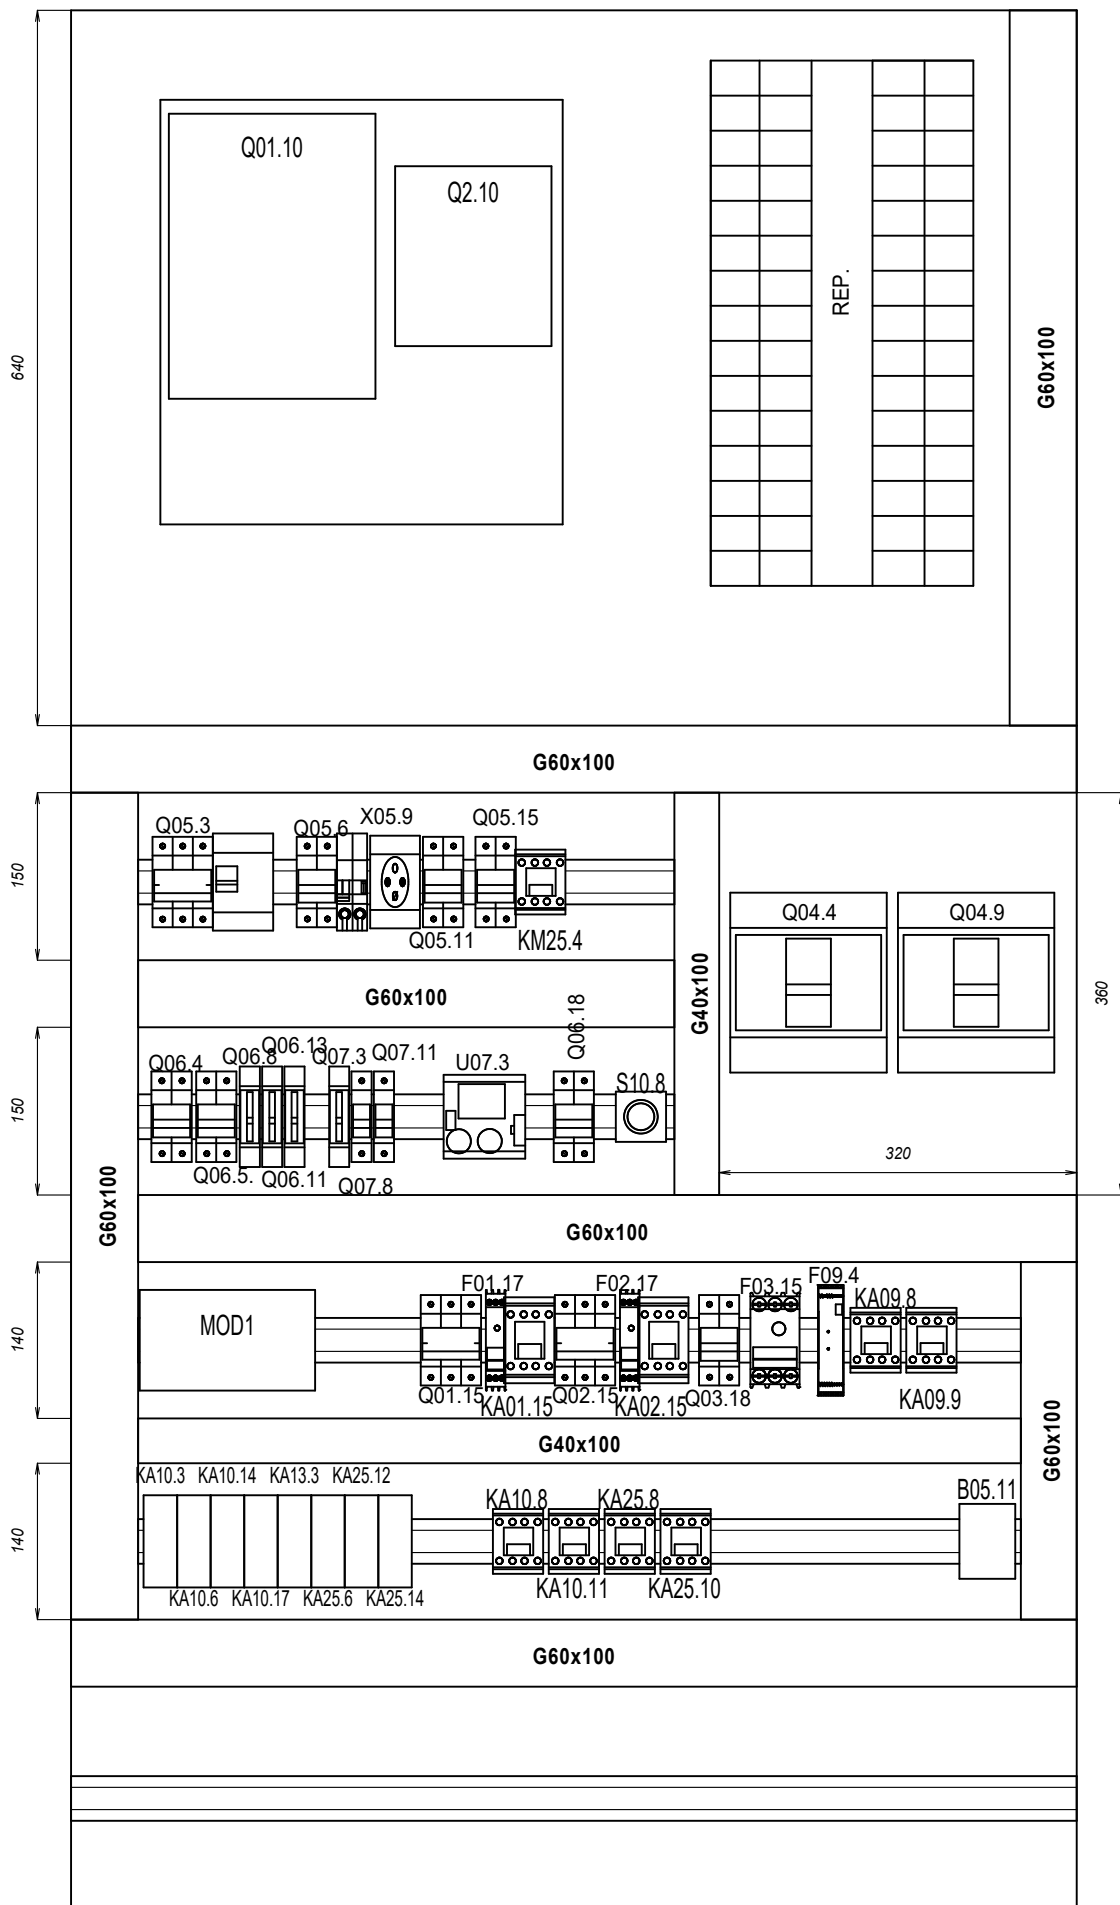 Q01.10
Q2.10
REP.
G60x100
640
G60x100
Q05.3
Q05.6
X05.9
Q05.15
150
Q05.11
KM25.4
Q04.4
Q04.9
G60x100
G40x100
360
Q06.18
Q06.4
Q06.8
Q06.13
Q07.3
Q07.11
U07.3
S10.8
150
Q06.5.
Q06.11
Q07.8
320
G60x100
G60x100
F01.17
F02.17
F03.15
F09.4
KA09.8
MOD1
140
Q01.15
KA01.15
Q02.15
KA02.15
Q03.18
KA09.9
G40x100
G60x100
KA10.3
KA10.14
KA13.3
KA25.12
KA10.8
KA25.8
B05.11
140
KA10.6
KA10.17
KA25.6
KA25.14
KA10.11
KA25.10
G60x100